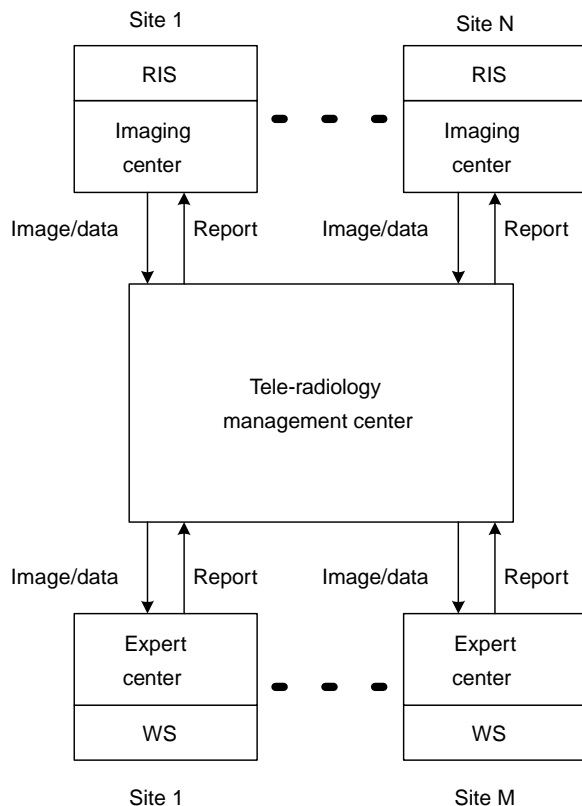 Site 1
Site N
RIS
RIS
Imaging
center
Imaging
center
Image/data
Report
Image/data
Report
Tele-radiology
management center
Image/data
Report
Image/data
Report
Expert
center
Expert
center
WS
WS
Site 1
Site M